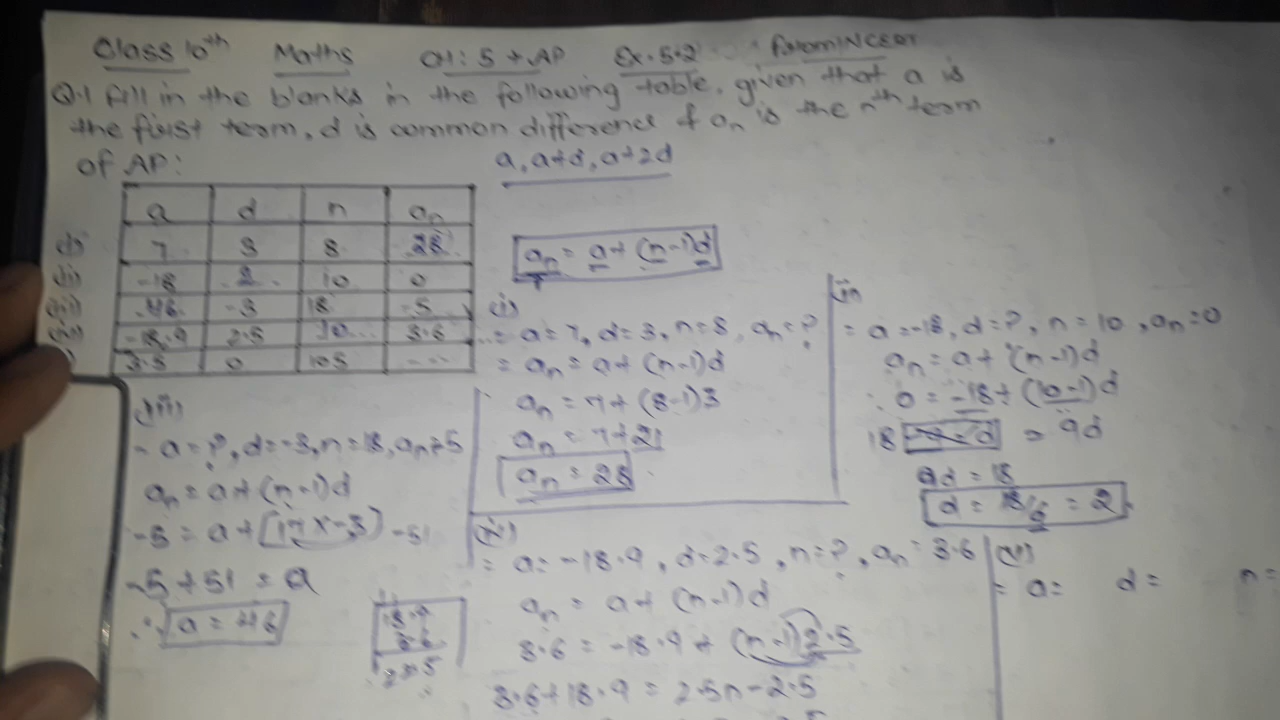 Class 10th Maths CH: 5 → AP Ex. 5.2 from NCERT
Q.1 Fill in the blanks in the following table, given that a is
the first term, d is common difference & an is the nth term
of AP:
a, a+d, a+2d
a d n an
(i) 7 3 8 28
(ii) -18 2 10 0
(iii) 46 -3 18 -5
(iv) -18.9 2.5 10 3.6
3.5 0 105 ---
an = a + (n-1)d
(i)
= a = 7, d = 3, n = 8, an = ?
= an = a + (n-1)d
an = 7 + (8-1)3
an = 7 + 21
an = 28
(ii)
= a = -18, d = ?, n = 10, an = 0
an = a + (n-1)d
0 = -18 + (10-1)d
18 = 9d
9d = 18
= 2
(iii)
- a = ?, d = -3, n = 18, an = -5
an = a + (n-1)d
-5 = a + [17 x -3] -51
-5 + 51 = a
∴ a = 46
(iv)
= a = -18.9, d = 2.5, n = ?, an = 3.6
an = a + (n-1)d
3.6 = -18.9 + (n-1)2.5
3.6 + 18.9 = 2.5n - 2.5
18.9
3.6
(v)
= a = d = n =